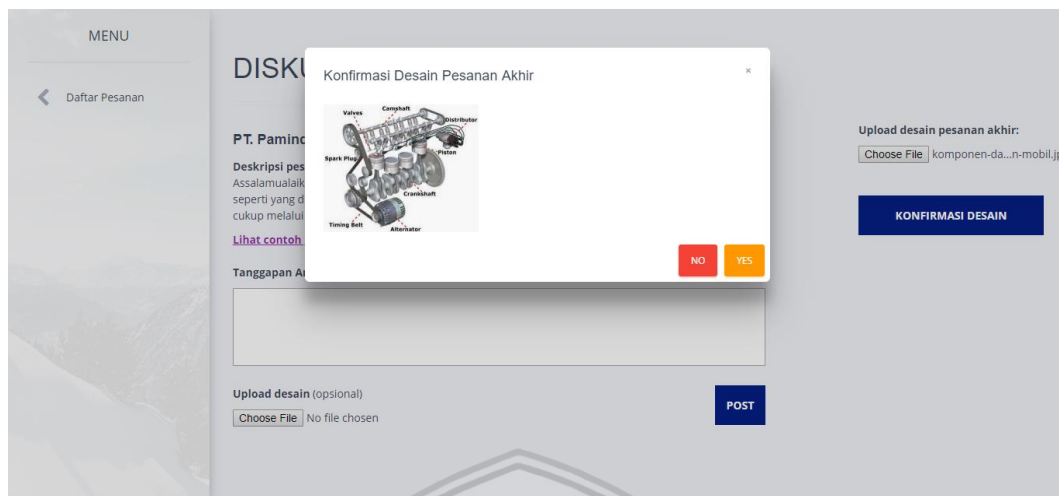 MENU
Daftar Pesanan
DISKU
Konfirmasi Desain Pesanan Akhir
×
Valves
Camshaft
Distributor
Spark Plug
Piston
Crankshaft
Timing Belt
Alternator
NO
YES
PT. Pamind
Deskripsi pes
Assalamualaik
seperti yang d
cukup melalui
Lihat contoh
Tanggapan An
Upload desain (opsional)
Choose File No file chosen
POST
Upload desain pesanan akhir:
Choose File komponen-da...n-mobil.jp
KONFIRMASI DESAIN